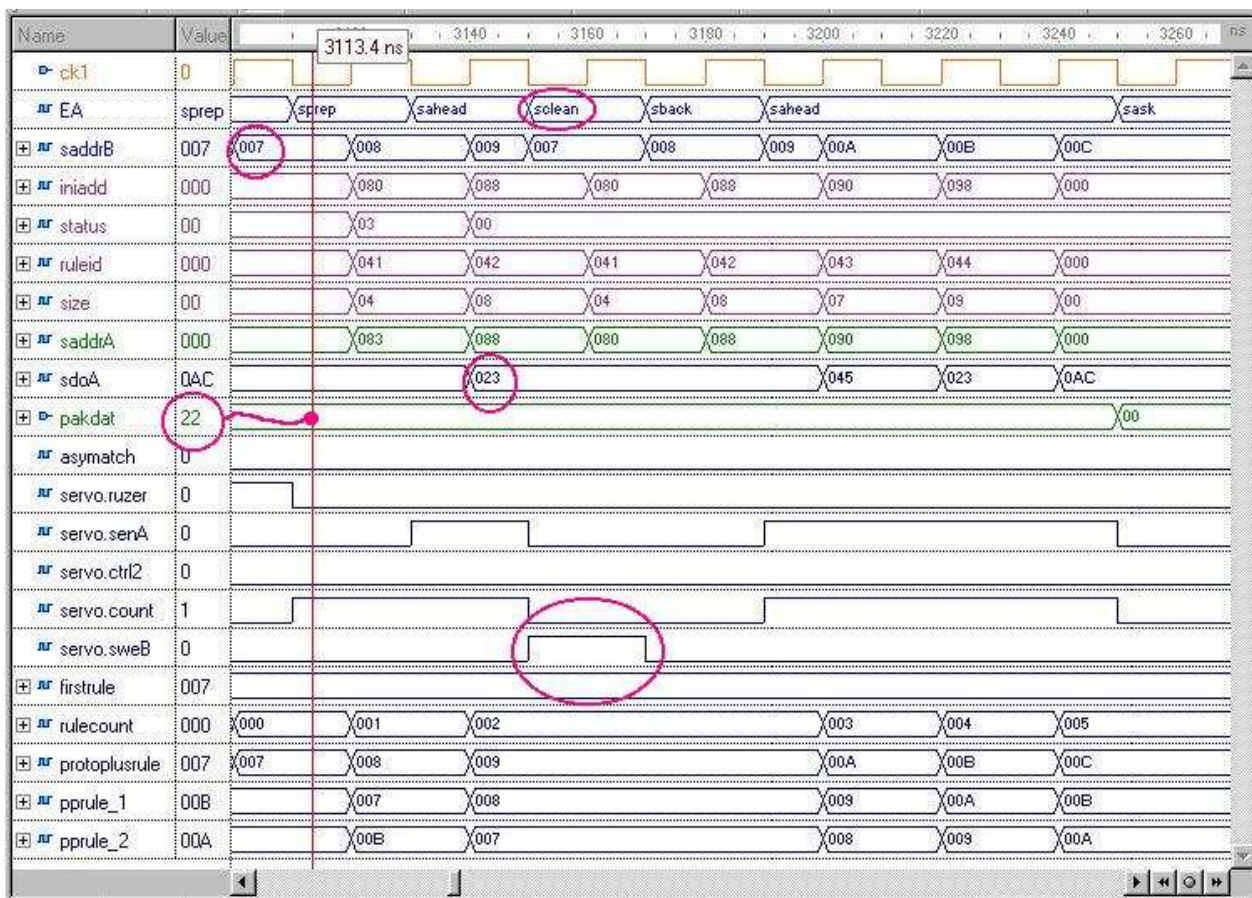 Name Value 3140 3160 3180 3200 3220 3240 3260 ns
3113.4 ns
ck1 0
EA sprep sprep sahead sclean sback sahead sask
saddrB 007 007 008 009 007 008 009 00A 00B 00C
iniadd 000 080 088 080 088 090 098 000
status 00 03 00
ruleid 000 041 042 041 042 043 044 000
size 00 04 08 04 08 07 09 00
saddrA 000 083 088 080 088 090 098 000
sdoA 0AC 023 045 023 0AC
pakdat 22 00
asymatch 0
servo.ruzer 0
servo.senA 0
servo.ctrl2 0
servo.count 1
servo.sweB 0
firstrule 007
rulecount 000 000 001 002 003 004 005
protoplusrule 007 007 008 009 00A 00B 00C
pprule_1 00B 007 008 009 00A 00B
pprule_2 00A 00B 007 008 009 00A